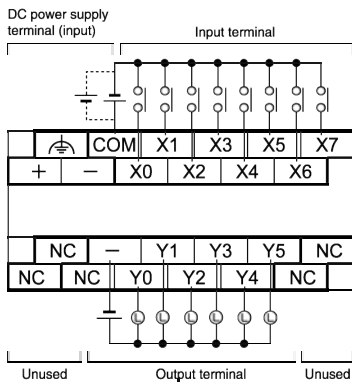 DC power supply
terminal (input)
Input terminal
COM X1 X3 X5 X7
+ − X0 X2 X4 X6
NC − Y1 Y3 Y5 NC
NC NC Y0 Y2 Y4 NC
L L L L L L
Unused Output terminal Unused